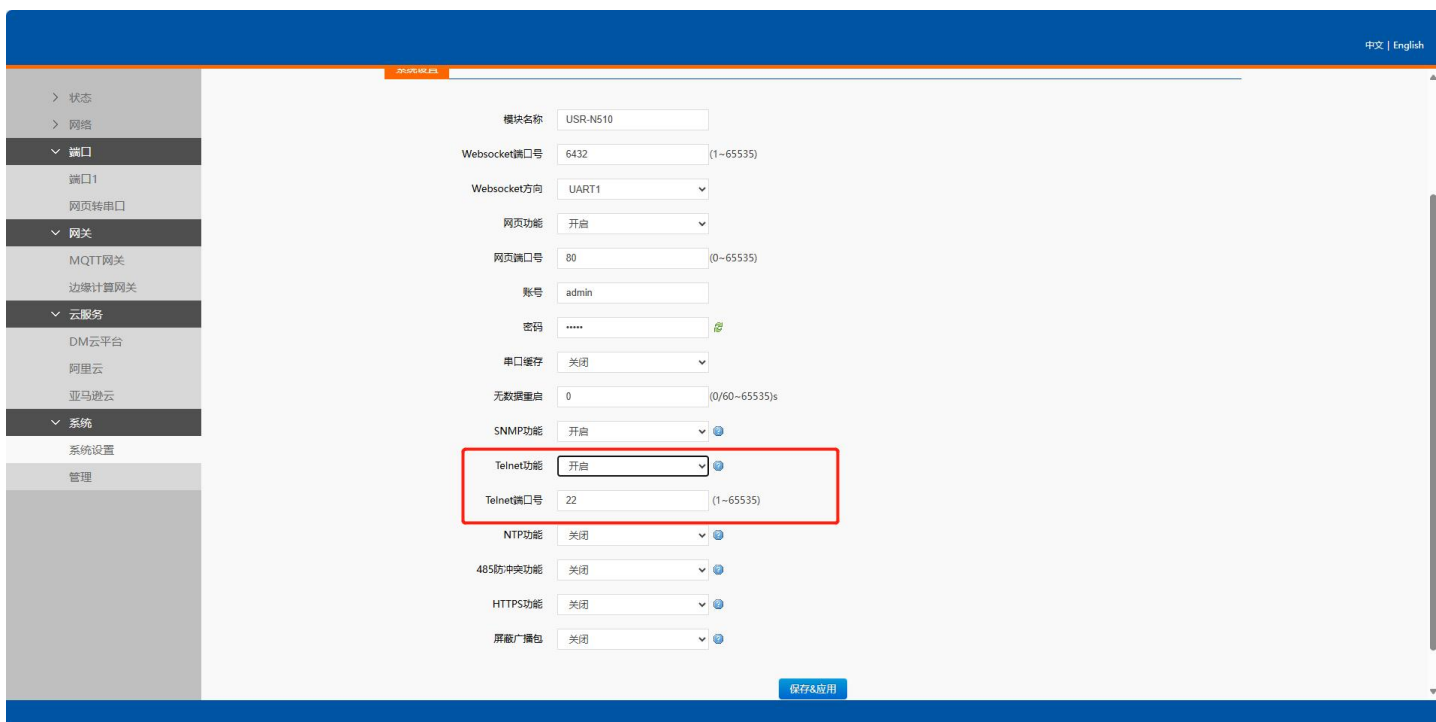 中文 | English
系统设置
状态
网络
端口
端口1
网页转串口
网关
MQTT网关
边缘计算网关
云服务
DM云平台
阿里云
亚马逊云
系统
系统设置
管理
模块名称 USR-N510
Websocket端口号 6432 (1~65535)
Websocket方向 UART1
网页功能 开启
网页端口号 80 (0~65535)
账号 admin
密码 •••••
串口缓存 关闭
无数据重启 0 (0/60~65535)s
SNMP功能 开启
Telnet功能 开启
Telnet端口号 22 (1~65535)
NTP功能 关闭
485防冲突功能 关闭
HTTPS功能 关闭
屏蔽广播包 关闭
保存&应用